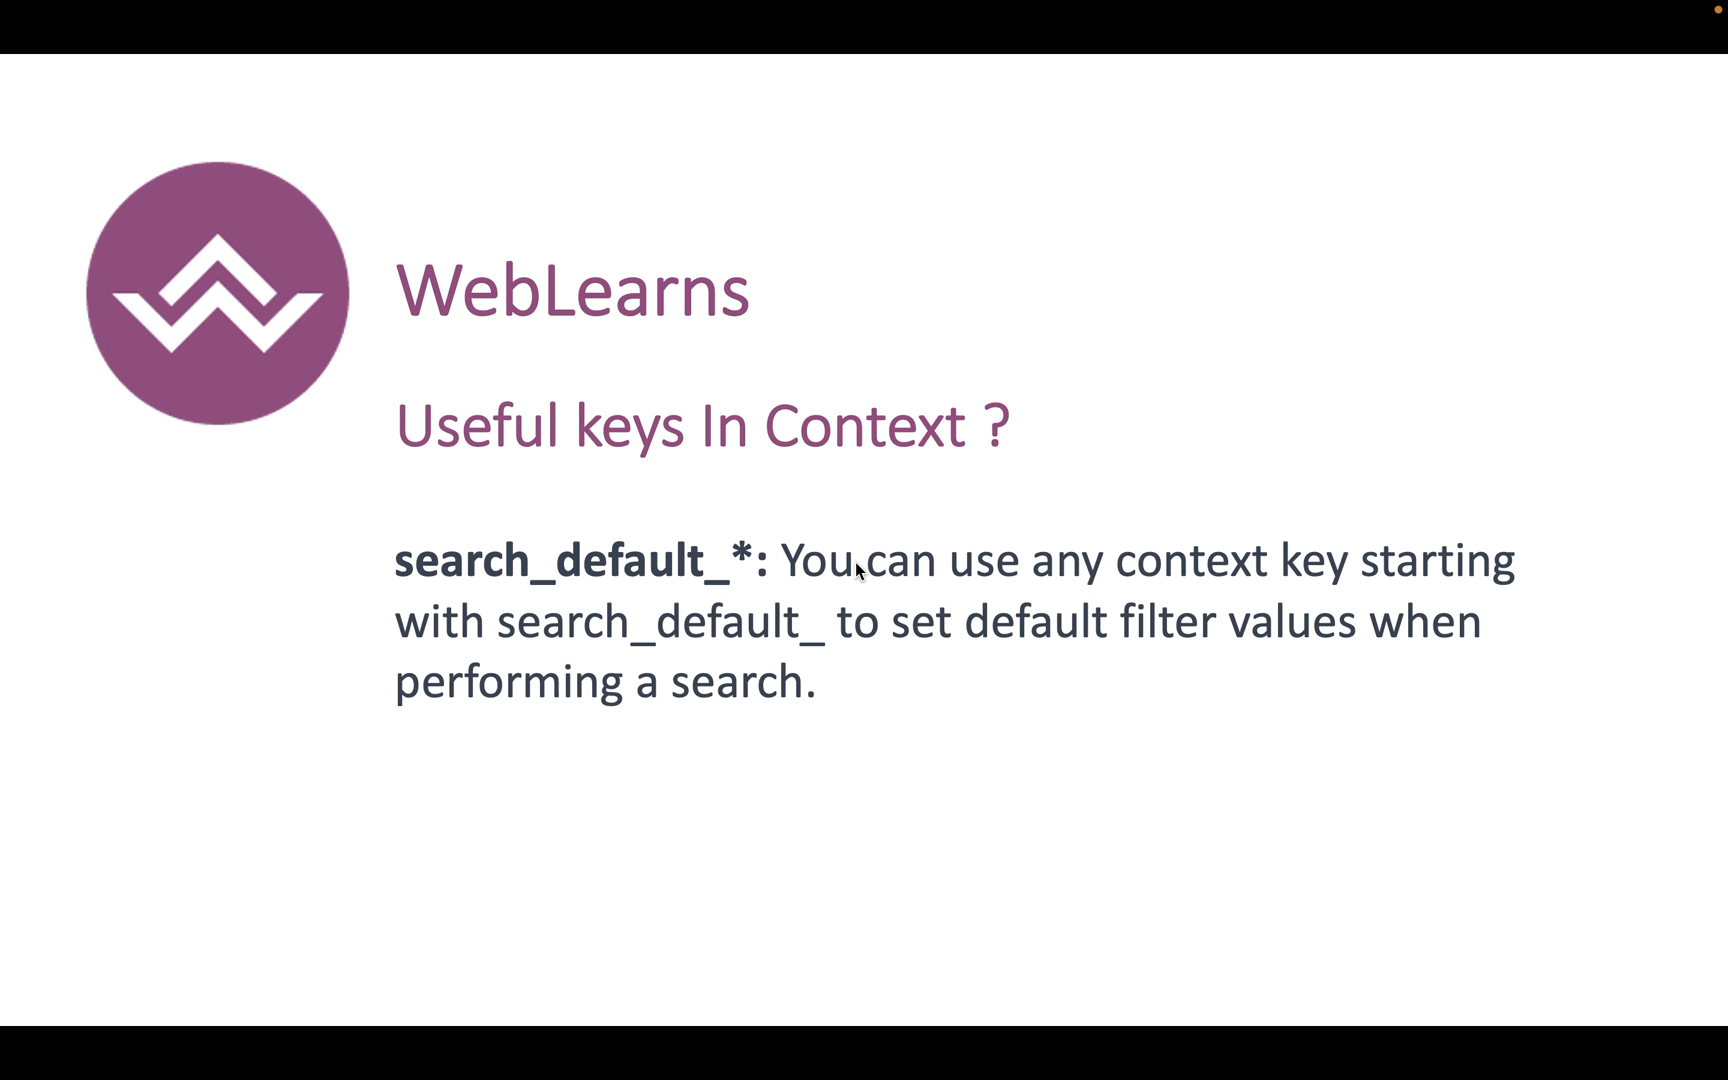 WebLearns
Useful keys In Context ?
search_default_*: You can use any context key starting
with search_default_ to set default filter values when
performing a search.